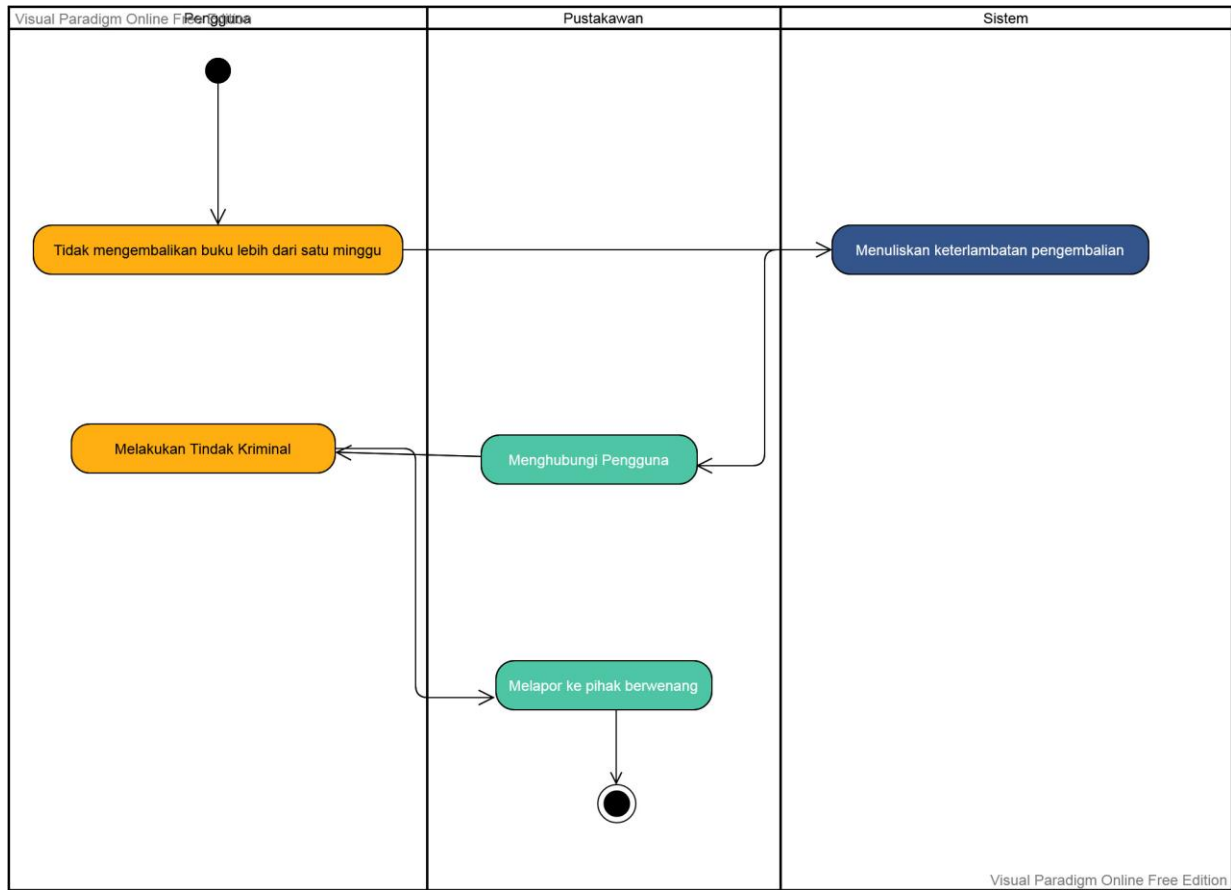 Visual Paradigm Online Free Edition
Pengguna
Pustakawan
Sistem
Tidak mengembalikan buku lebih dari satu minggu
Menuliskan keterlambatan pengembalian
Melakukan Tindak Kriminal
Menghubungi Pengguna
Melapor ke pihak berwenang
Visual Paradigm Online Free Edition